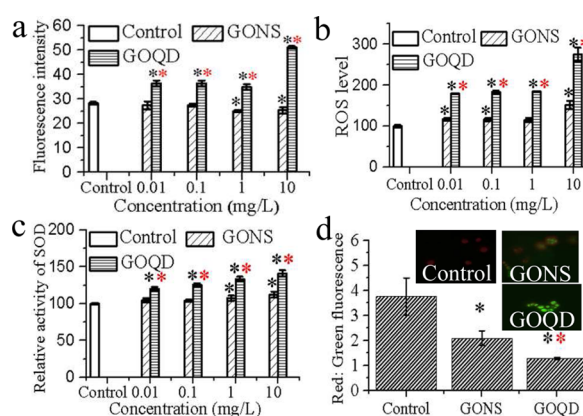 a
Control
GONS
GOQD
Fluorescence intensity
60
50
40
30
20
10
0
* *
* *
* *
* *
*
*
Control 0.01 0.1 1 10
Concentration (mg/L)
b
Control
GONS
GOQD
ROS level
300
200
100
0
* *
* *
* *
* *
*
*
*
Control 0.01 0.1 1 10
Concentration (mg/L)
c
Control
GONS
GOQD
Relative activity of SOD
200
150
100
50
0
* *
* *
* *
* *
*
*
Control 0.01 0.1 1 10
Concentration (mg/L)
d
Red: Green fluorescence
6
5
4
3
2
1
0
Control
GONS
GOQD
*
* *
Control GONS GOQD